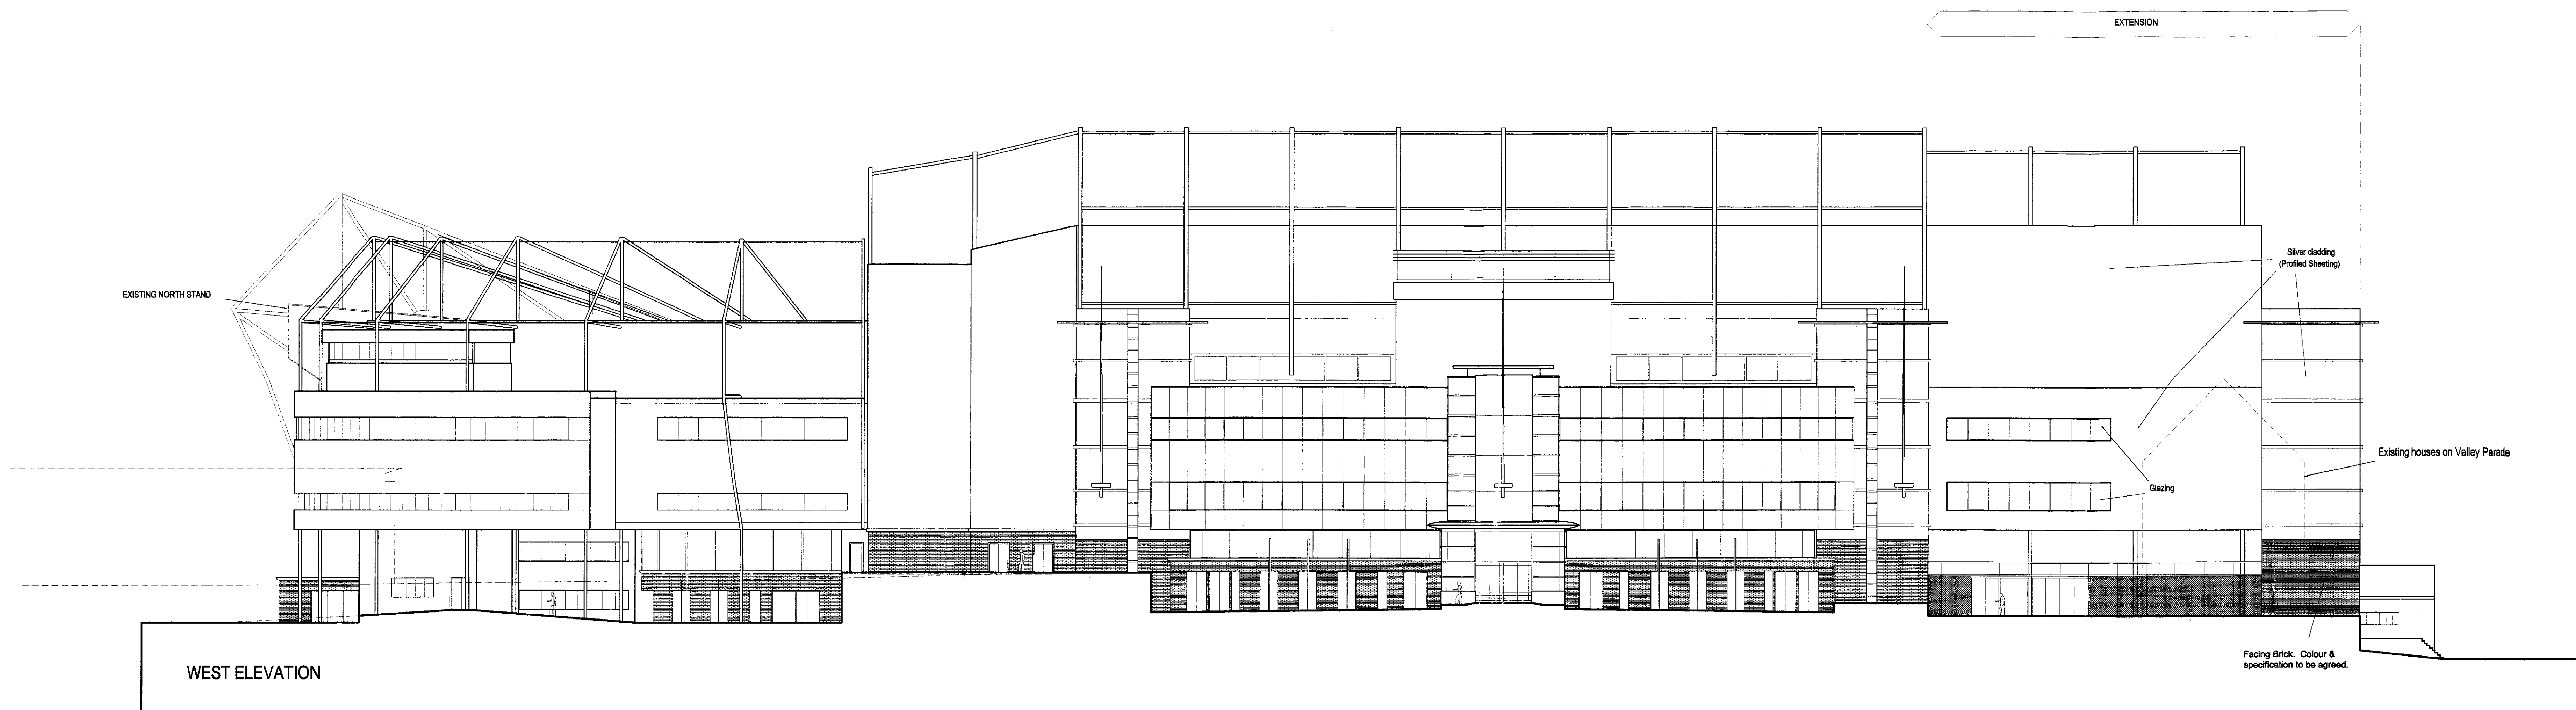 EXTENSION
Silver cladding
(Profiled Sheeting)
EXISTING NORTH STAND
Existing houses on Valley Parade
Glazing
Facing Brick. Colour &
specification to be agreed.
WEST ELEVATION